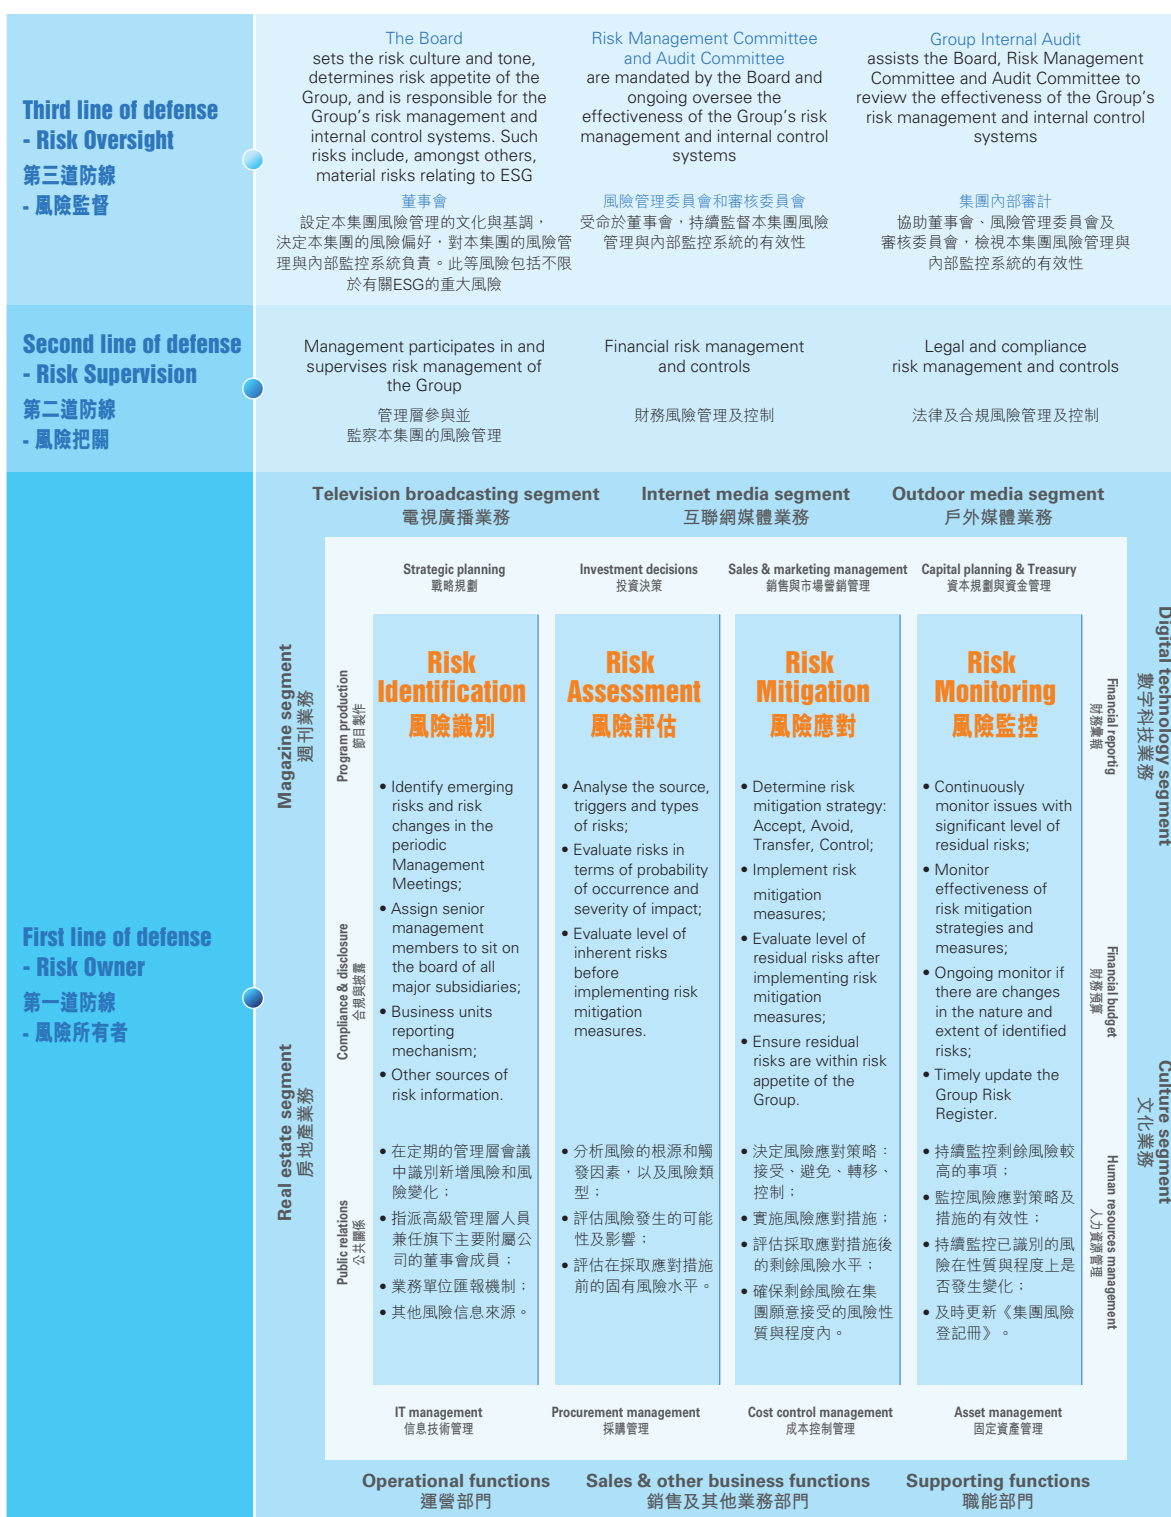 Third line of defense
- Risk Oversight
第三道防線
- 風險監督
The Board
sets the risk culture and tone,
determines risk appetite of the
Group, and is responsible for the
Group's risk management and
internal control systems. Such
risks include, amongst others,
material risks relating to ESG
董事會
設定本集團風險管理的文化與基調，
決定本集團的風險偏好，對本集團的風險管
理與內部監控系統負責。此等風險包括不限
於有關ESG的重大風險
Risk Management Committee
and Audit Committee
are mandated by the Board and
ongoing oversee the
effectiveness of the Group's risk
management and internal control
systems
風險管理委員會和審核委員會
受命於董事會，持續監督本集團風險
管理與內部監控系統的有效性
Group Internal Audit
assists the Board, Risk Management
Committee and Audit Committee to
review the effectiveness of the Group's
risk management and internal control
systems
集團內部審計
協助董事會、風險管理委員會及
審核委員會，檢視本集團風險管理與
內部監控系統的有效性
Second line of defense
- Risk Supervision
第二道防線
- 風險把關
Management participates in and
supervises risk management of
the Group
管理層參與並
監察本集團的風險管理
Financial risk management
and controls
財務風險管理及控制
Legal and compliance
risk management and controls
法律及合規風險管理及控制
First line of defense
- Risk Owner
第一道防線
- 風險所有者
Television broadcasting segment
電視廣播業務
Internet media segment
互聯網媒體業務
Outdoor media segment
戶外媒體業務
Magazine segment
週刊業務
Real estate segment
房地產業務
Strategic planning
戰略規劃
Investment decisions
投資決策
Sales & marketing management
銷售與市場營銷管理
Capital planning & Treasury
資本規劃與資金管理
Program production
節目製作
Compliance & disclosure
合規與披露
Public relations
公共關係
Risk
Identification
風險識別
• Identify emerging
risks and risk
changes in the
periodic
Management
Meetings;
• Assign senior
management
members to sit on
the board of all
major subsidiaries;
• Business units
reporting
mechanism;
• Other sources of
risk information.
• 在定期的管理層會議
中識別新增風險和風
險變化；
• 指派高級管理層人員
兼任旗下主要附屬公
司的董事會成員；
• 業務單位匯報機制；
• 其他風險信息來源。
Risk
Assessment
風險評估
• Analyse the source,
triggers and types
of risks;
• Evaluate risks in
terms of probability
of occurrence and
severity of impact;
• Evaluate level of
inherent risks
before
implementing risk
mitigation
measures.
• 分析風險的根源和觸
發因素，以及風險類
型；
• 評估風險發生的可能
性及影響；
• 評估在採取應對措施
前的固有風險水平。
Risk
Mitigation
風險應對
• Determine risk
mitigation strategy:
Accept, Avoid,
Transfer, Control;
• Implement risk
mitigation
measures;
• Evaluate level of
residual risks after
implementing risk
mitigation
measures;
• Ensure residual
risks are within risk
appetite of the
Group.
• 決定風險應對策略：
接受、避免、轉移、
控制；
• 實施風險應對措施；
• 評估採取應對措施後
的剩餘風險水平；
• 確保剩餘風險在集
團願意接受的風險性
質與程度內。
Risk
Monitoring
風險監控
• Continuously
monitor issues with
significant level of
residual risks;
• Monitor
effectiveness of
risk mitigation
strategies and
measures;
• Ongoing monitor if
there are changes
in the nature and
extent of identified
risks;
• Timely update the
Group Risk
Register.
• 持續監控剩餘風險較
高的事項；
• 監控風險應對策略及
措施的有效性；
• 持續監控已識別的風
險在性質與程度上是
否發生變化；
• 及時更新《集團風險
登記冊》。
Financial reportig
財務彙報
Financial budget
財務預算
Human resources management
人力資源管理
Digital technology segment
數字科技業務
Culture segment
文化業務
IT management
信息技術管理
Procurement management
採購管理
Cost control management
成本控制管理
Asset management
固定資產管理
Operational functions
運營部門
Sales & other business functions
銷售及其他業務部門
Supporting functions
職能部門